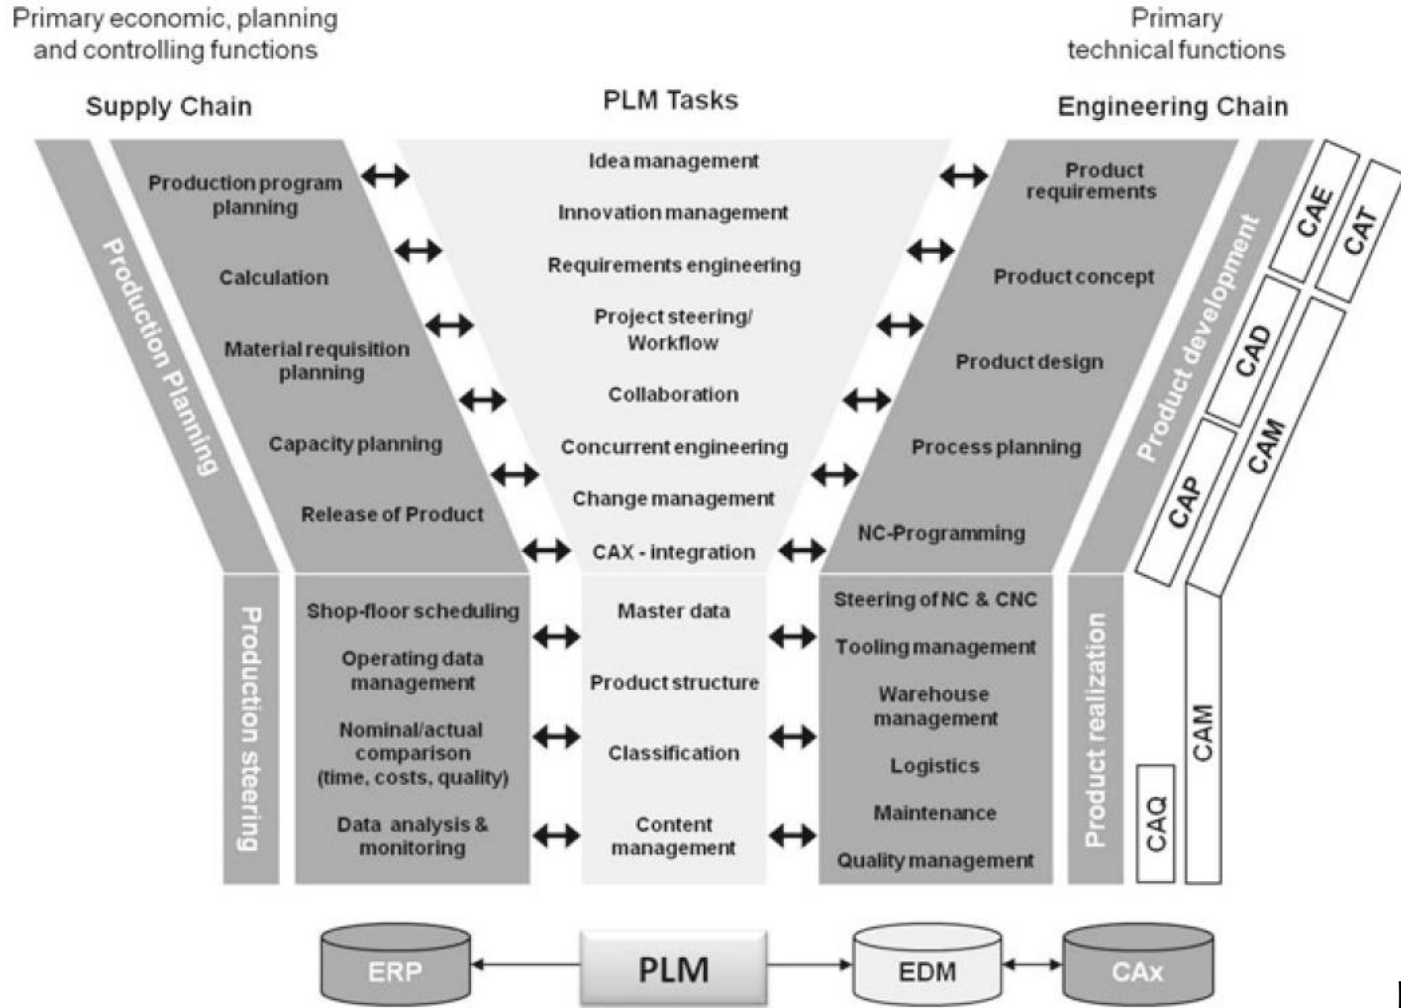 Primary economic, planning
and controlling functions
Primary
technical functions
Supply Chain
PLM Tasks
Engineering Chain
Production Planning
Production program
planning
Calculation
Material requisition
planning
Capacity planning
Release of Product
Idea management
Innovation management
Requirements engineering
Project steering/
Workflow
Collaboration
Concurrent engineering
Change management
CAX - integration
Product
requirements
Product concept
Product design
Process planning
NC-Programming
Product development
CAE
CAT
CAD
CAM
CAP
Production steering
Shop-floor scheduling
Operating data
management
Nominal/actual
comparison
(time, costs, quality)
Data analysis &
monitoring
Master data
Product structure
Classification
Content
management
Steering of NC & CNC
Tooling management
Warehouse
management
Logistics
Maintenance
Quality management
Product realization
CAQ
CAM
ERP
PLM
EDM
CAx